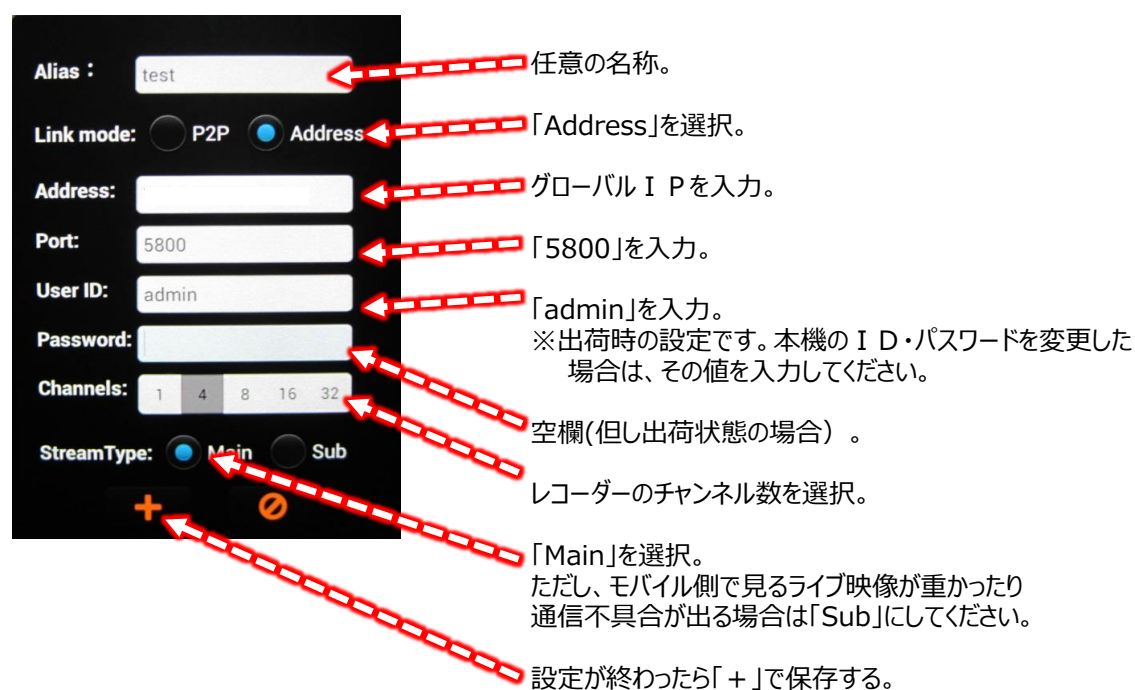 Alias： test
任意の名称。
Link mode: P2P Address
「Address」を選択。
Address:
グローバルＩＰを入力。
Port: 5800
「5800」を入力。
User ID: admin
「admin」を入力。
※出荷時の設定です。本機のＩＤ・パスワードを変更した
場合は、その値を入力してください。
Password:
空欄(但し出荷状態の場合）。
Channels: 1 4 8 16 32
レコーダーのチャンネル数を選択。
StreamType: Main Sub
「Main」を選択。
ただし、モバイル側で見るライブ映像が重かったり
通信不具合が出る場合は「Sub」にしてください。
+
設定が終わったら「＋」で保存する。